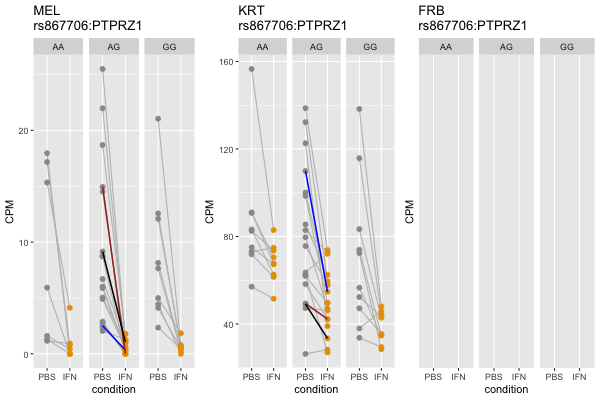 MEL
rs867706:PTPRZ1
AA AG GG
CPM
20
10
0
PBS IFN PBS IFN PBS IFN
condition
KRT
rs867706:PTPRZ1
AA AG GG
CPM
160
120
80
40
PBS IFN PBS IFN PBS IFN
condition
FRB
rs867706:PTPRZ1
AA AG GG
CPM
PBS IFN PBS IFN PBS IFN
condition